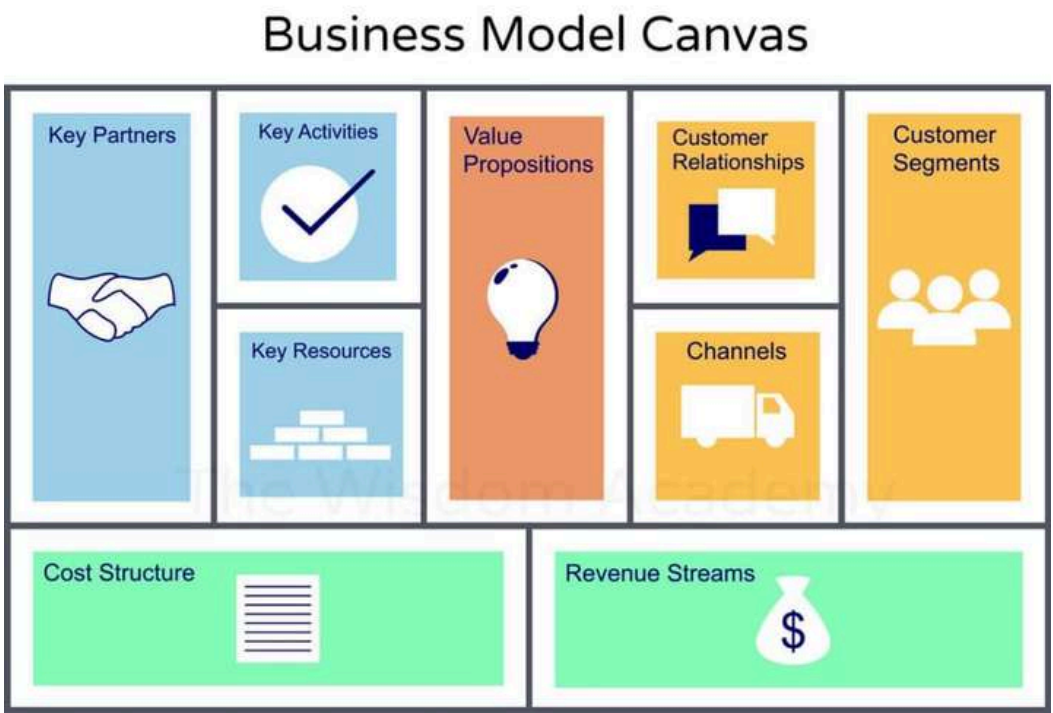 Business Model Canvas
Key Partners
Key Activities
Key Resources
Value
Propositions
Customer
Relationships
Channels
Customer
Segments
The Wisdom Academy
Cost Structure
Revenue Streams
$